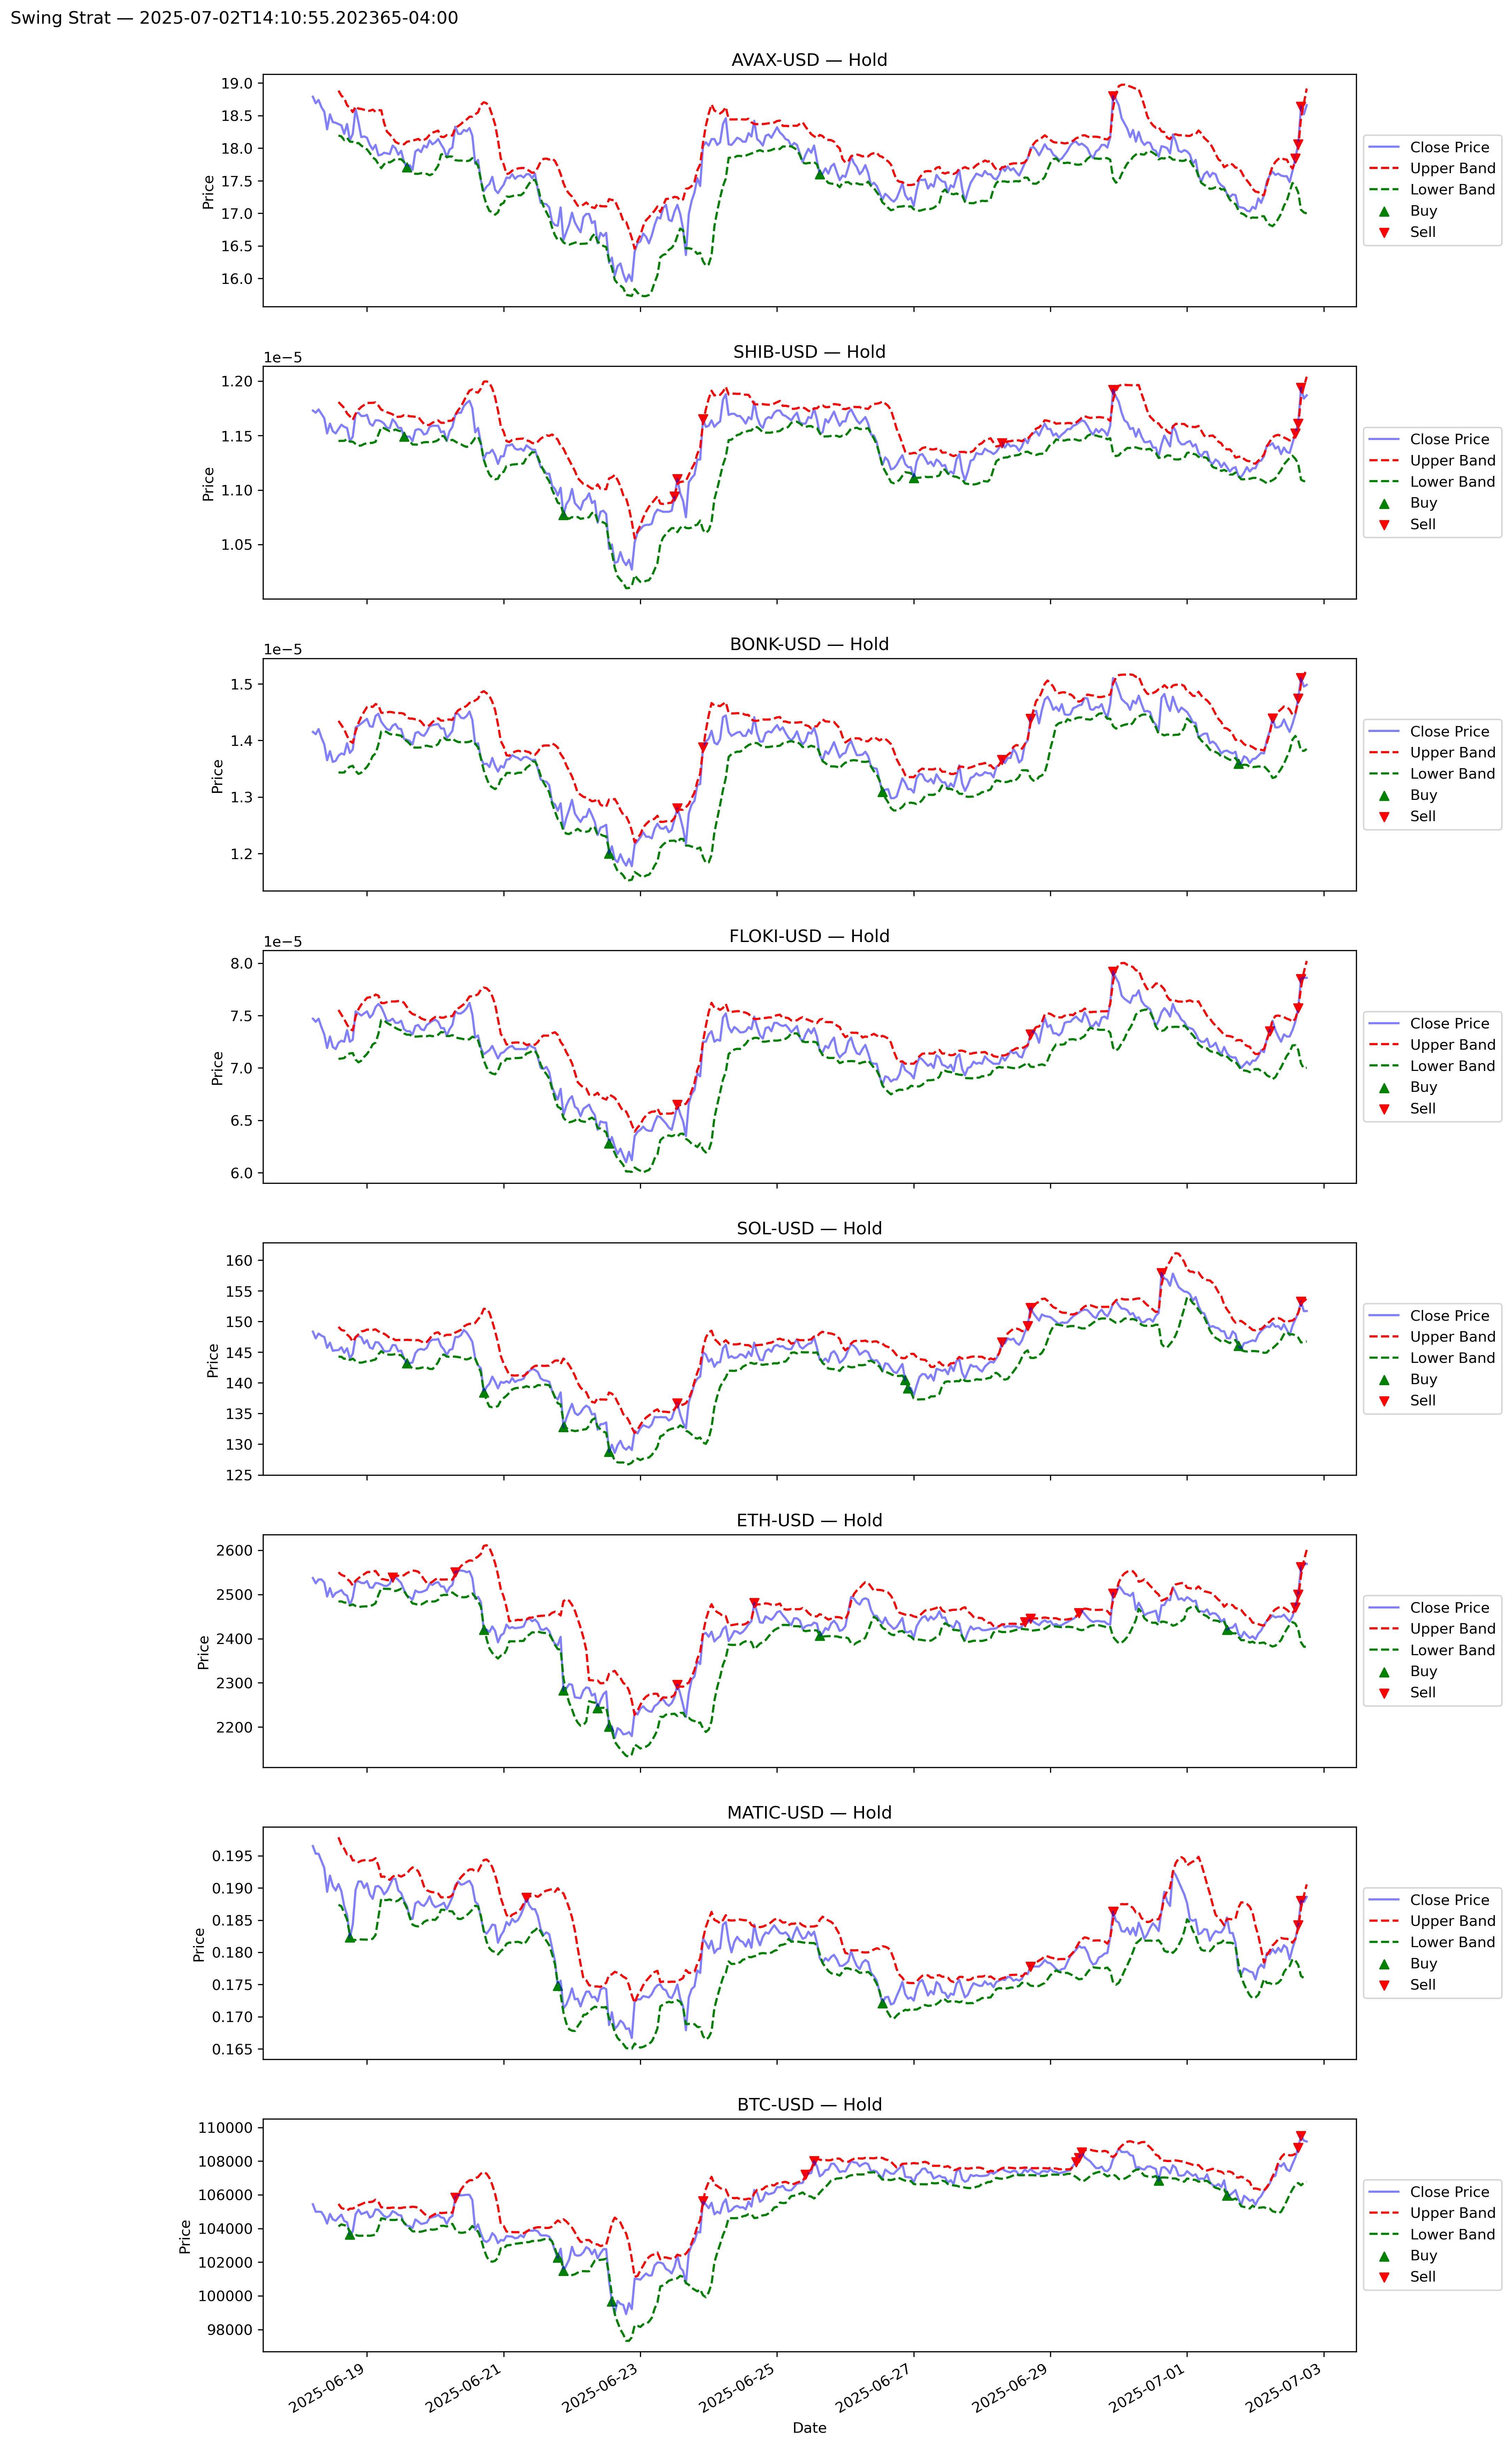 Swing Strat — 2025-07-02T14:10:55.202365-04:00
AVAX-USD — Hold
19.0
18.5
18.0
17.5
17.0
16.5
16.0
Price
Close Price
Upper Band
Lower Band
Buy
Sell
SHIB-USD — Hold
1e−5
1.20
1.15
1.10
1.05
Price
Close Price
Upper Band
Lower Band
Buy
Sell
BONK-USD — Hold
1e−5
1.5
1.4
1.3
1.2
Price
Close Price
Upper Band
Lower Band
Buy
Sell
FLOKI-USD — Hold
1e−5
8.0
7.5
7.0
6.5
6.0
Price
Close Price
Upper Band
Lower Band
Buy
Sell
SOL-USD — Hold
160
155
150
145
140
135
130
125
Price
Close Price
Upper Band
Lower Band
Buy
Sell
ETH-USD — Hold
2600
2500
2400
2300
2200
Price
Close Price
Upper Band
Lower Band
Buy
Sell
MATIC-USD — Hold
0.195
0.190
0.185
0.180
0.175
0.170
0.165
Price
Close Price
Upper Band
Lower Band
Buy
Sell
BTC-USD — Hold
110000
108000
106000
104000
102000
100000
98000
Price
Close Price
Upper Band
Lower Band
Buy
Sell
2025-06-19
2025-06-21
2025-06-23
2025-06-25
2025-06-27
2025-06-29
2025-07-01
2025-07-03
Date